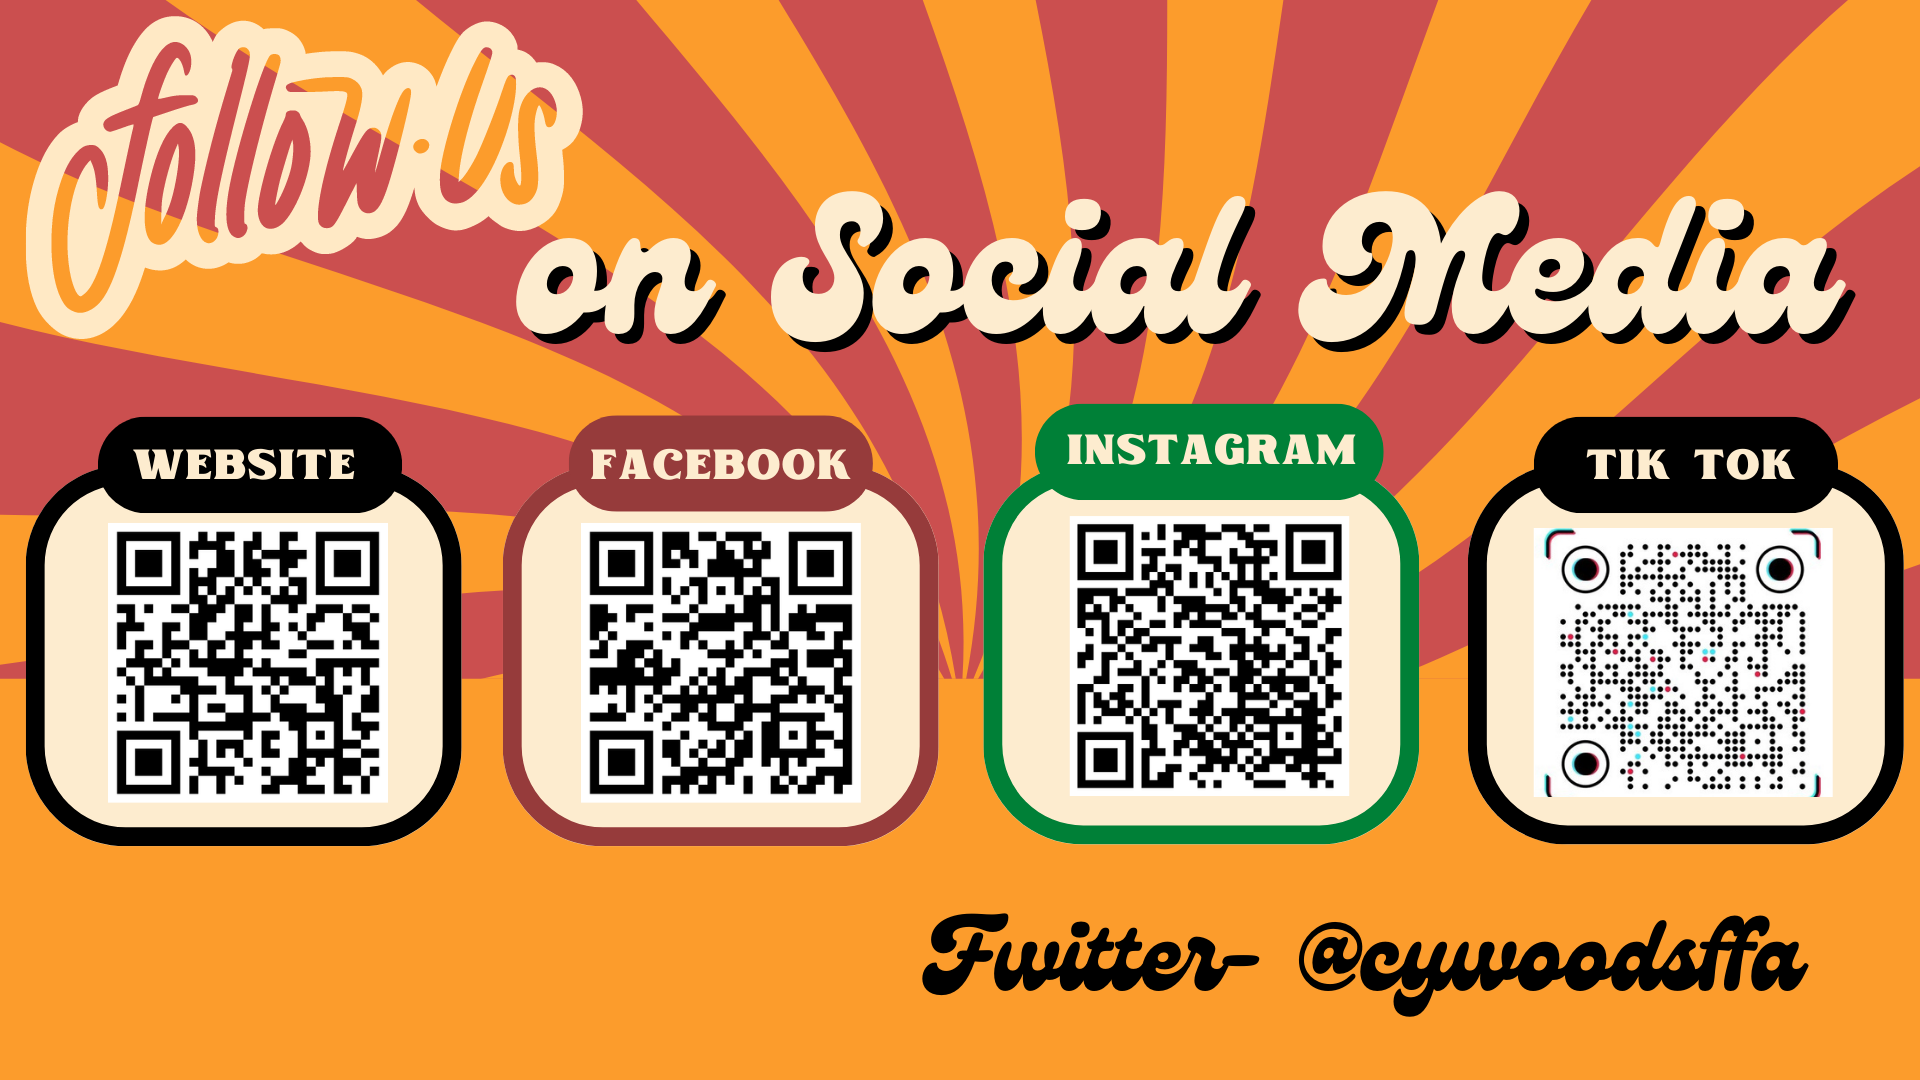 follow.Us
on Social Media
WEBSITE
FACEBOOK
INSTAGRAM
TIK TOK
Twitter- @cywoodsffa